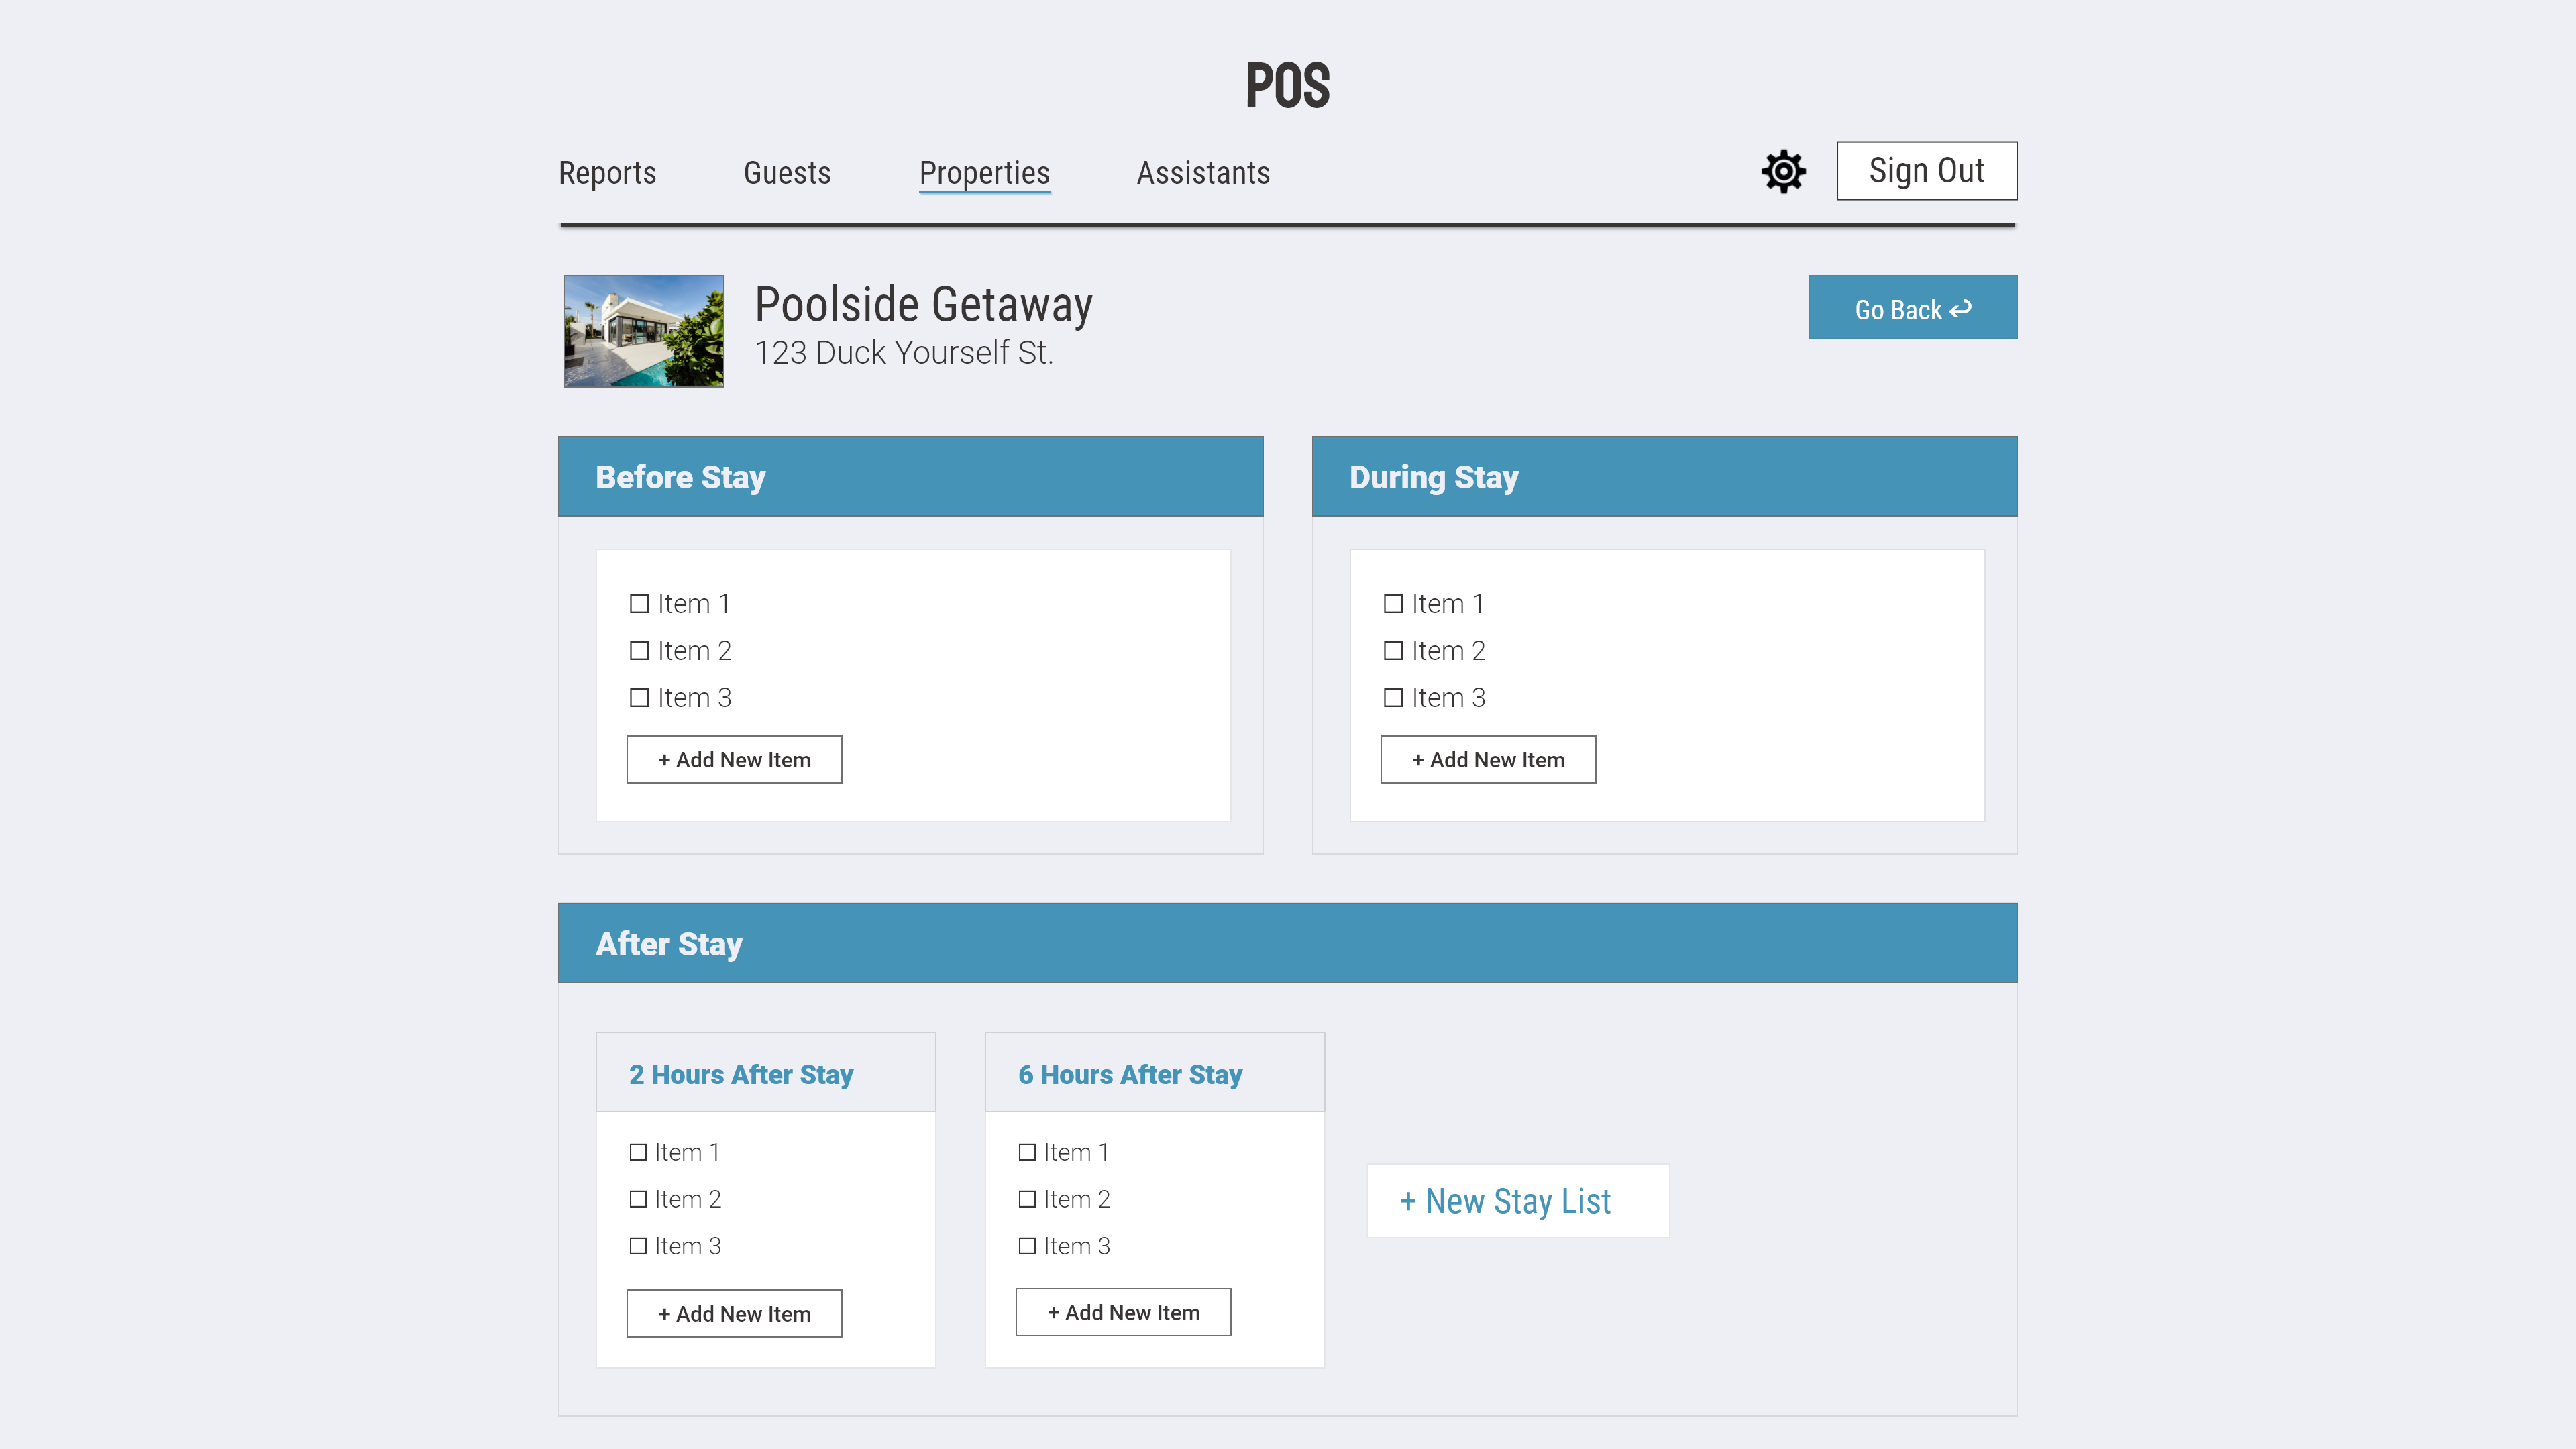 POS
Reports Guests Properties Assistants Sign Out
Poolside Getaway
123 Duck Yourself St.
Go Back
Before Stay
Item 1
Item 2
Item 3
+ Add New Item
During Stay
Item 1
Item 2
Item 3
+ Add New Item
After Stay
2 Hours After Stay
Item 1
Item 2
Item 3
+ Add New Item
6 Hours After Stay
Item 1
Item 2
Item 3
+ Add New Item
+ New Stay List